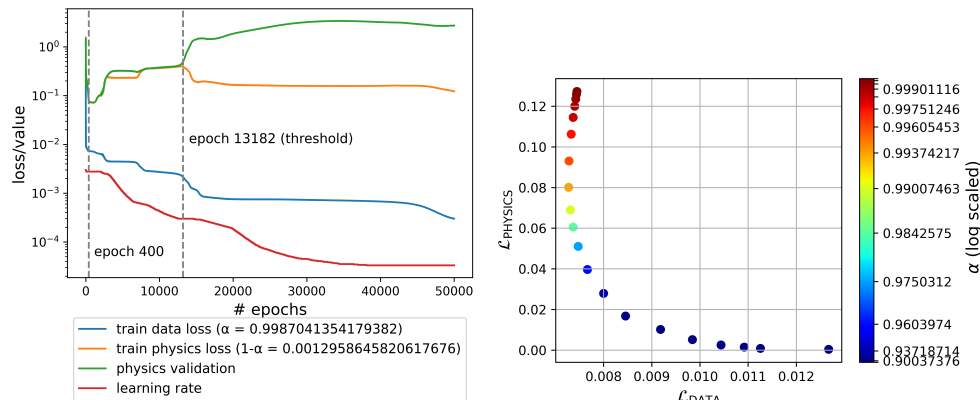 10⁰
10⁻¹
10⁻²
10⁻³
10⁻⁴
loss/value
epoch 13182 (threshold)
epoch 400
0 10000 20000 30000 40000 50000
# epochs
train data loss (α = 0.9987041354179382)
train physics loss (1-α = 0.0012958645820617676)
physics validation
learning rate
0.12
0.10
0.08
0.06
0.04
0.02
0.00
ℒPHYSICS
0.008 0.009 0.010 0.011 0.012
ℒDATA
0.99901116
0.99751246
0.99605453
0.99374217
0.99007463
0.9842575
0.9750312
0.9603974
0.93718714
0.90037376
α (log scaled)